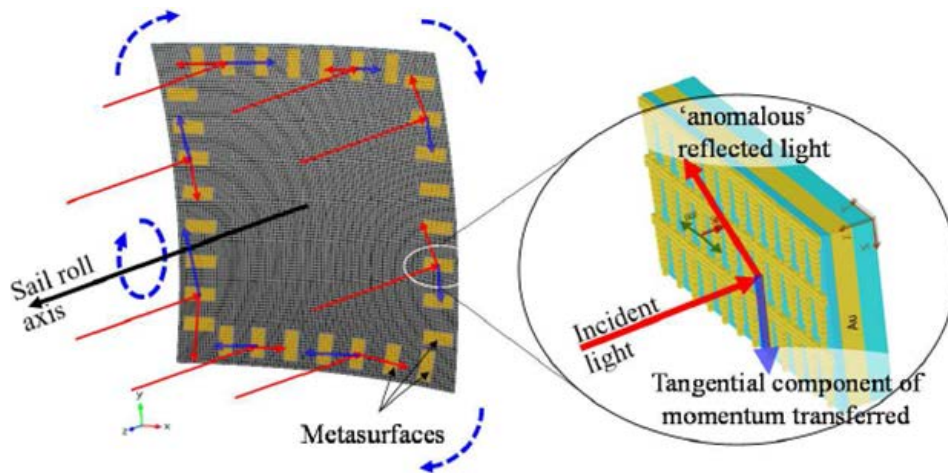 'anomalous'
reflected light
Sail roll
axis
Incident
light
Au
Tangential component of
momentum transferred
Metasurfaces
y
z
x